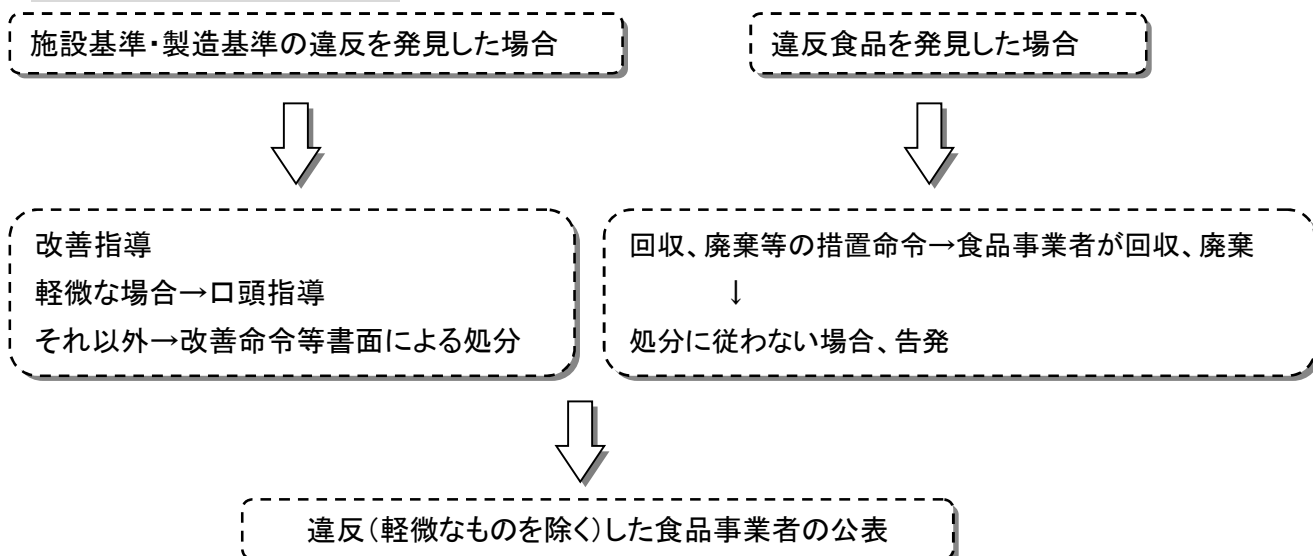 施設基準・製造基準の違反を発見した場合
違反食品を発見した場合
改善指導
軽微な場合→口頭指導
それ以外→改善命令等書面による処分
回収、廃棄等の措置命令→食品事業者が回収、廃棄
↓
処分に従わない場合、告発
違反(軽微なものを除く)した食品事業者の公表